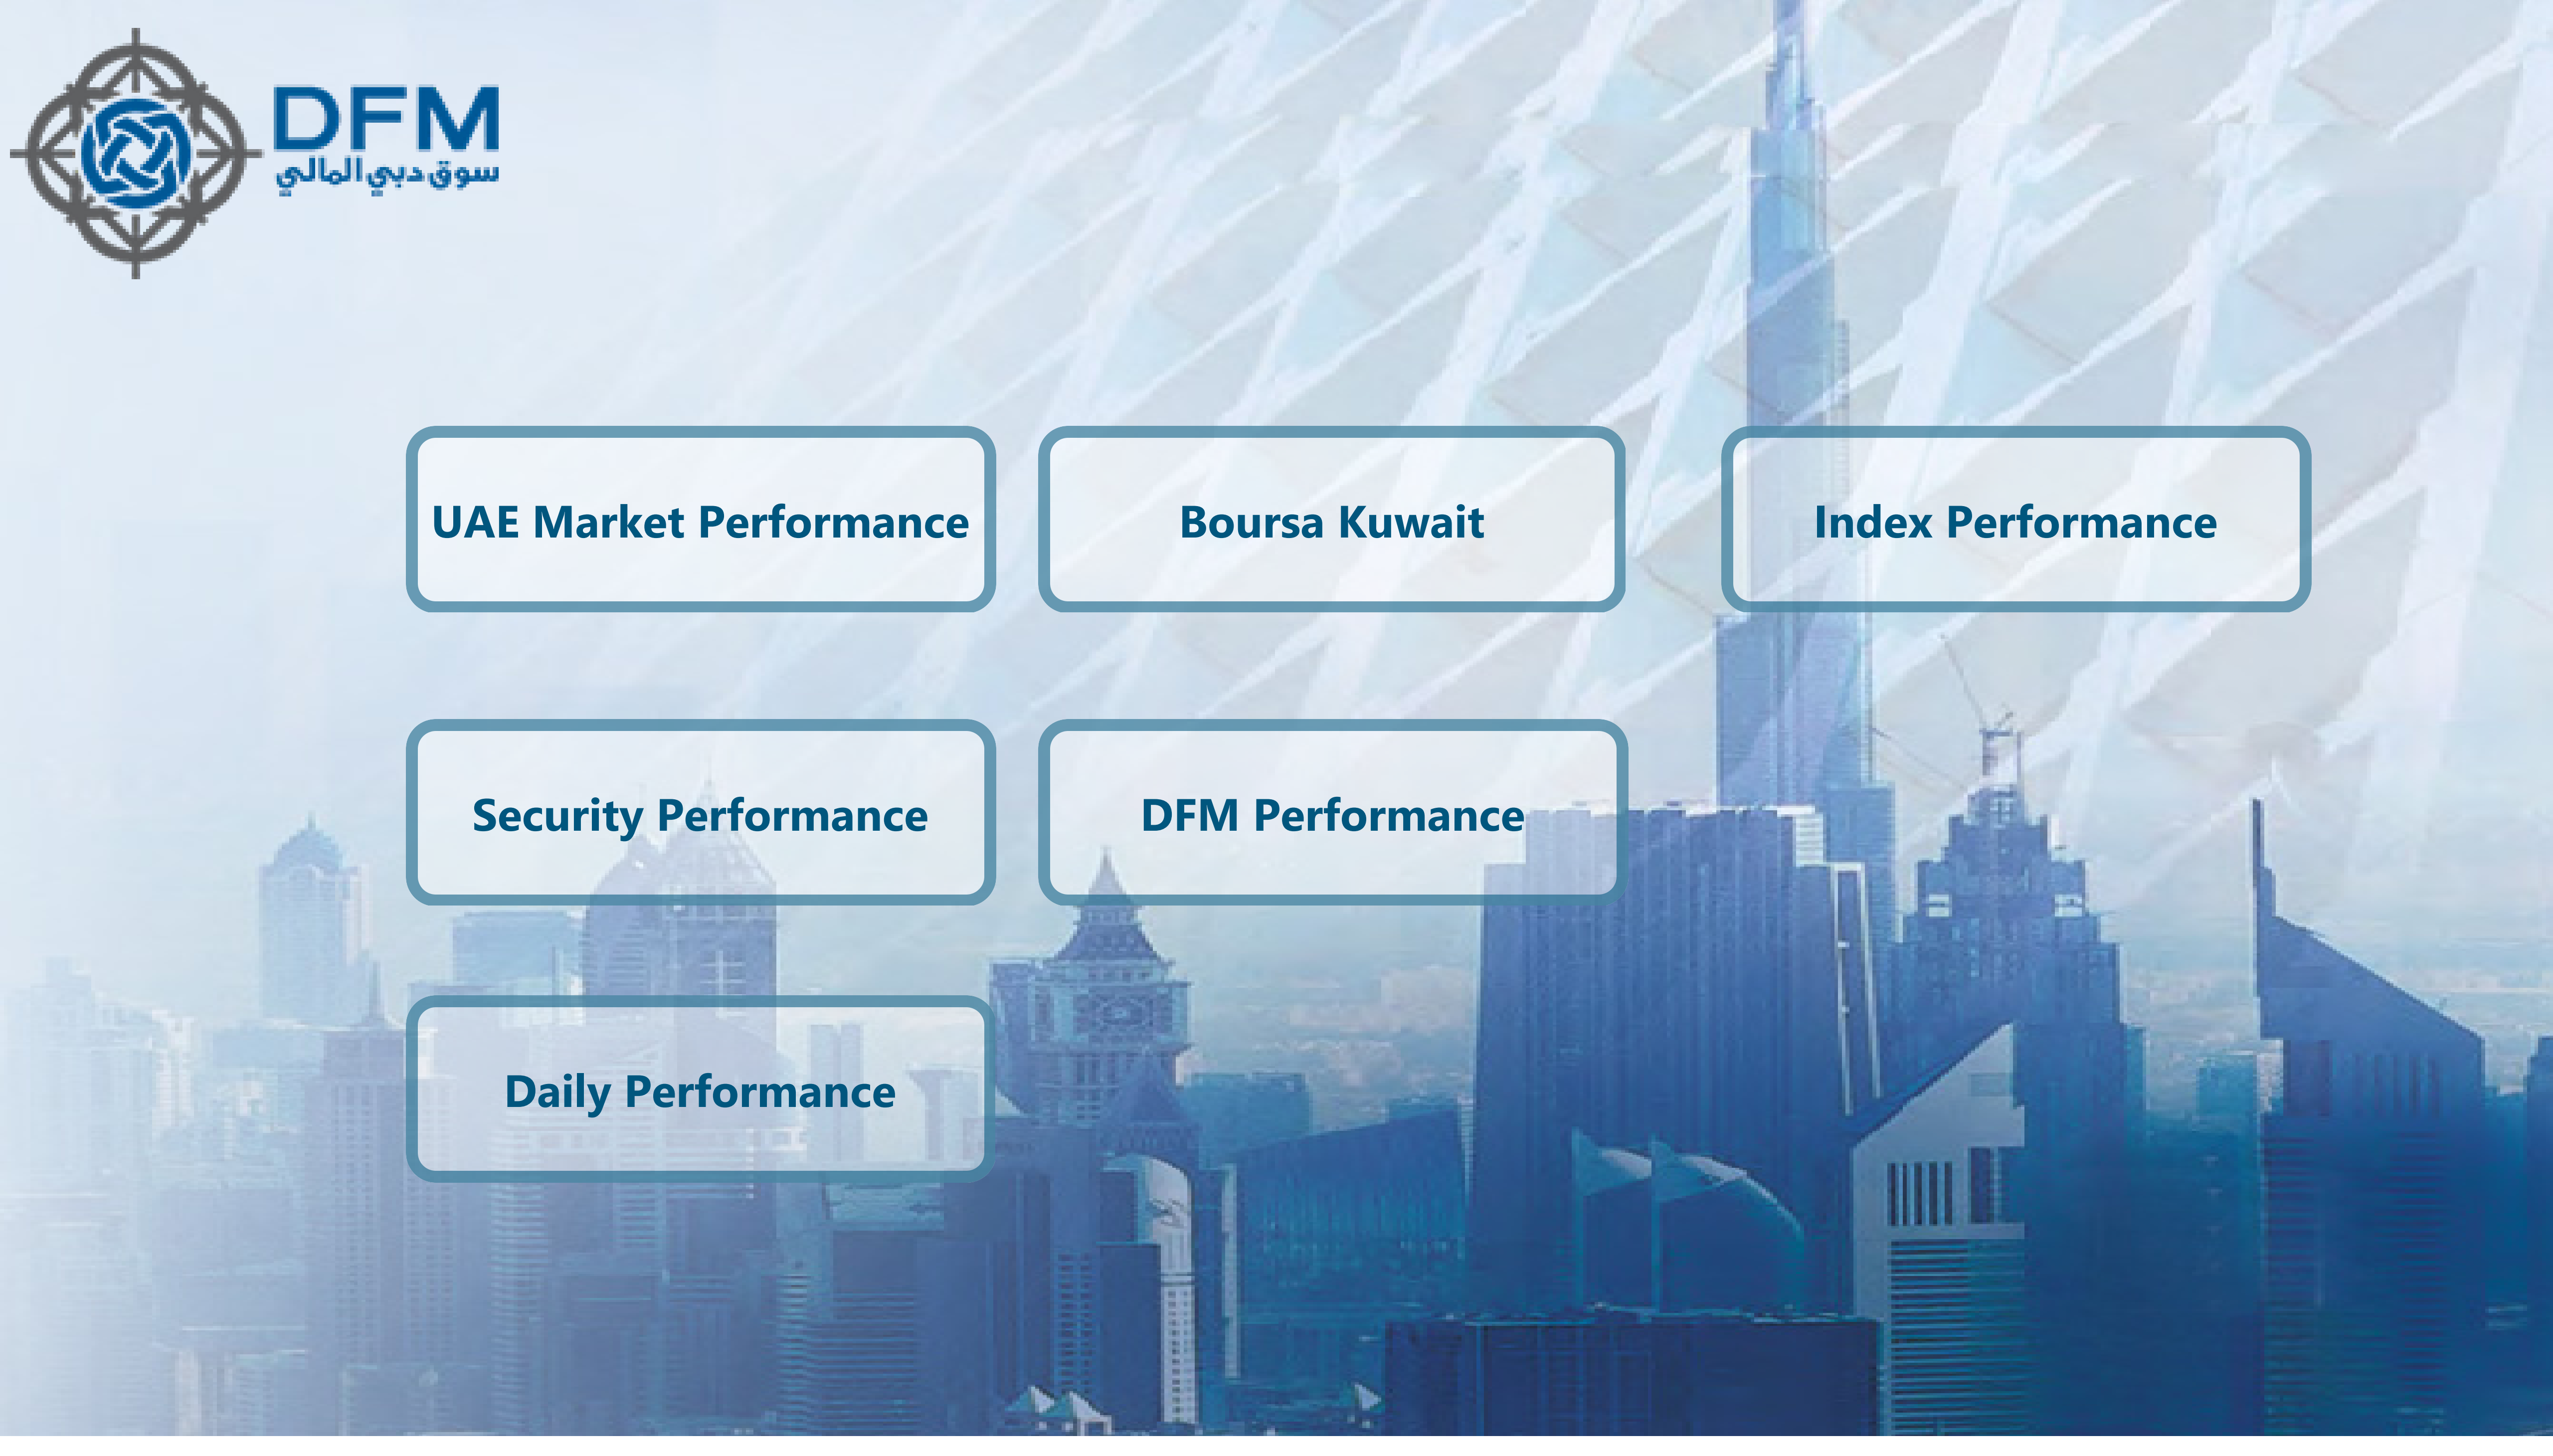 DFM
سوق دبي المالي
UAE Market Performance
Boursa Kuwait
Index Performance
Security Performance
DFM Performance
Daily Performance